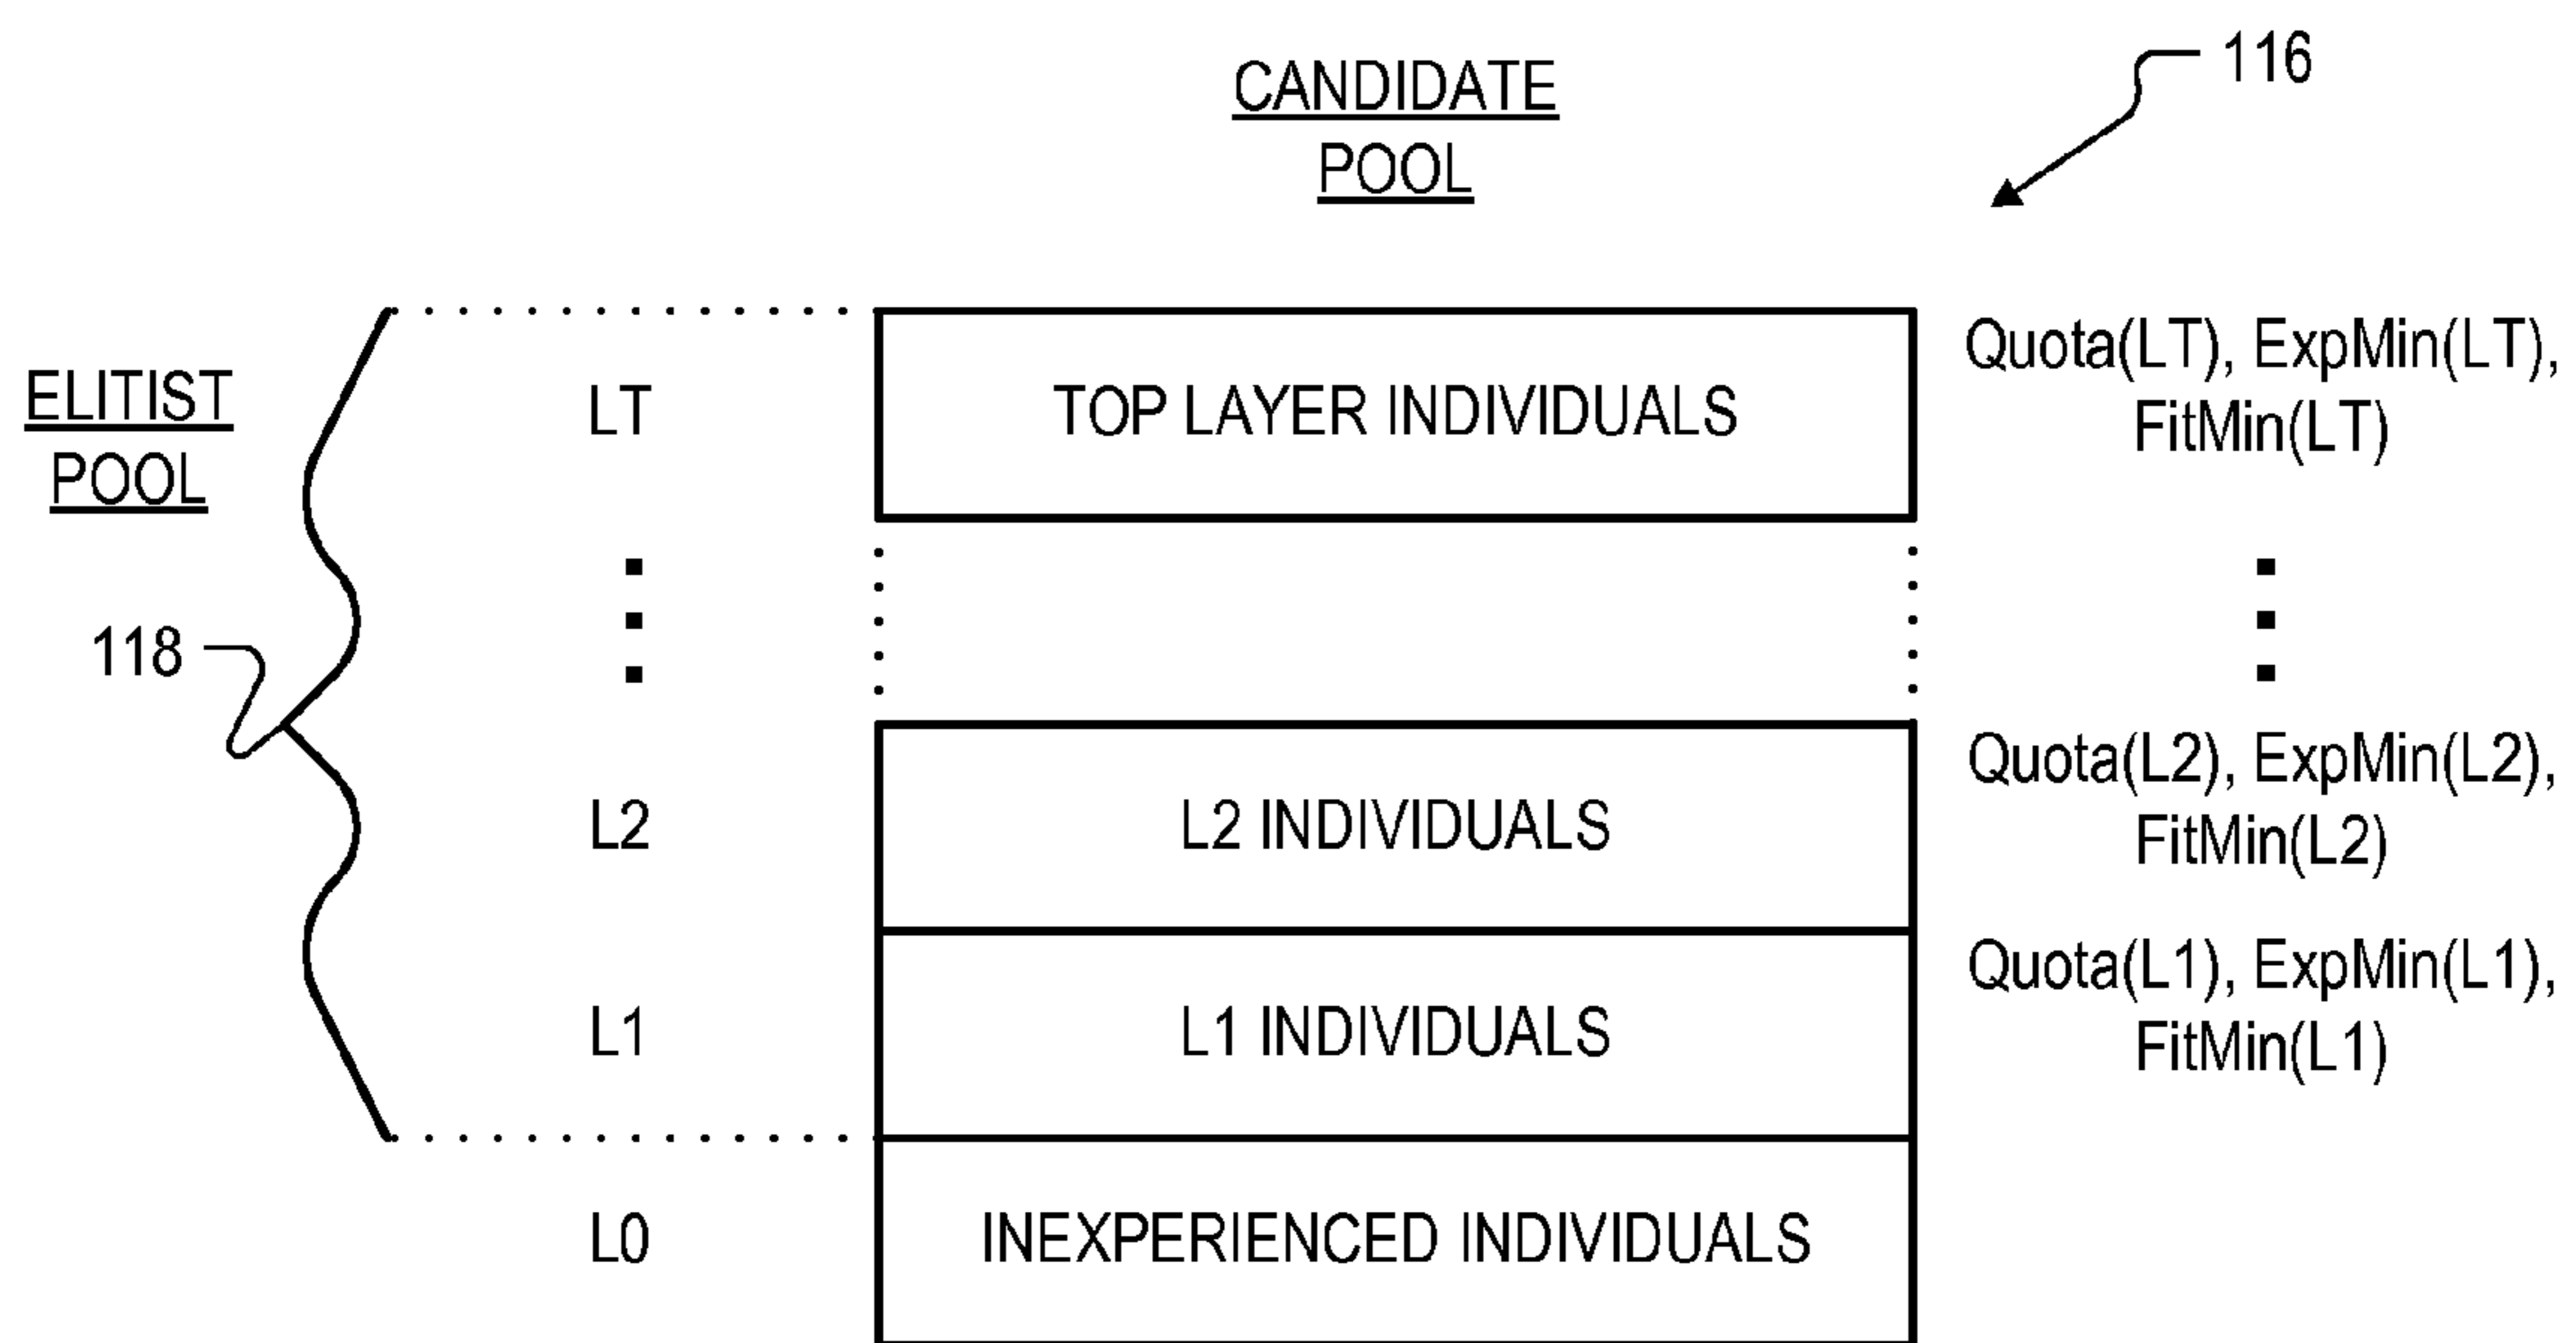 116
CANDIDATE
POOL
ELITIST
POOL
118
LT
TOP LAYER INDIVIDUALS
Quota(LT), ExpMin(LT),
FitMin(LT)
L2
L2 INDIVIDUALS
Quota(L2), ExpMin(L2),
FitMin(L2)
L1
L1 INDIVIDUALS
Quota(L1), ExpMin(L1),
FitMin(L1)
L0
INEXPERIENCED INDIVIDUALS